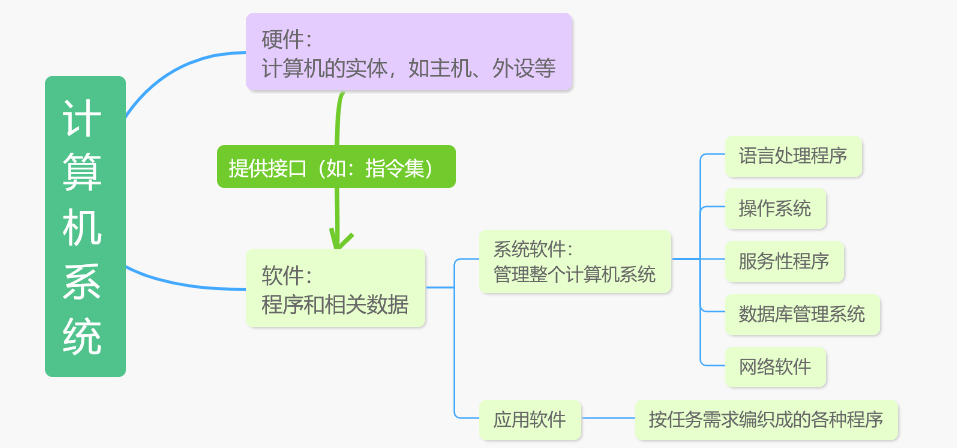 计算机系统
硬件：
计算机的实体，如主机、外设等
提供接口（如：指令集）
软件：
程序和相关数据
系统软件：
管理整个计算机系统
语言处理程序
操作系统
服务性程序
数据库管理系统
网络软件
应用软件
按任务需求编织成的各种程序